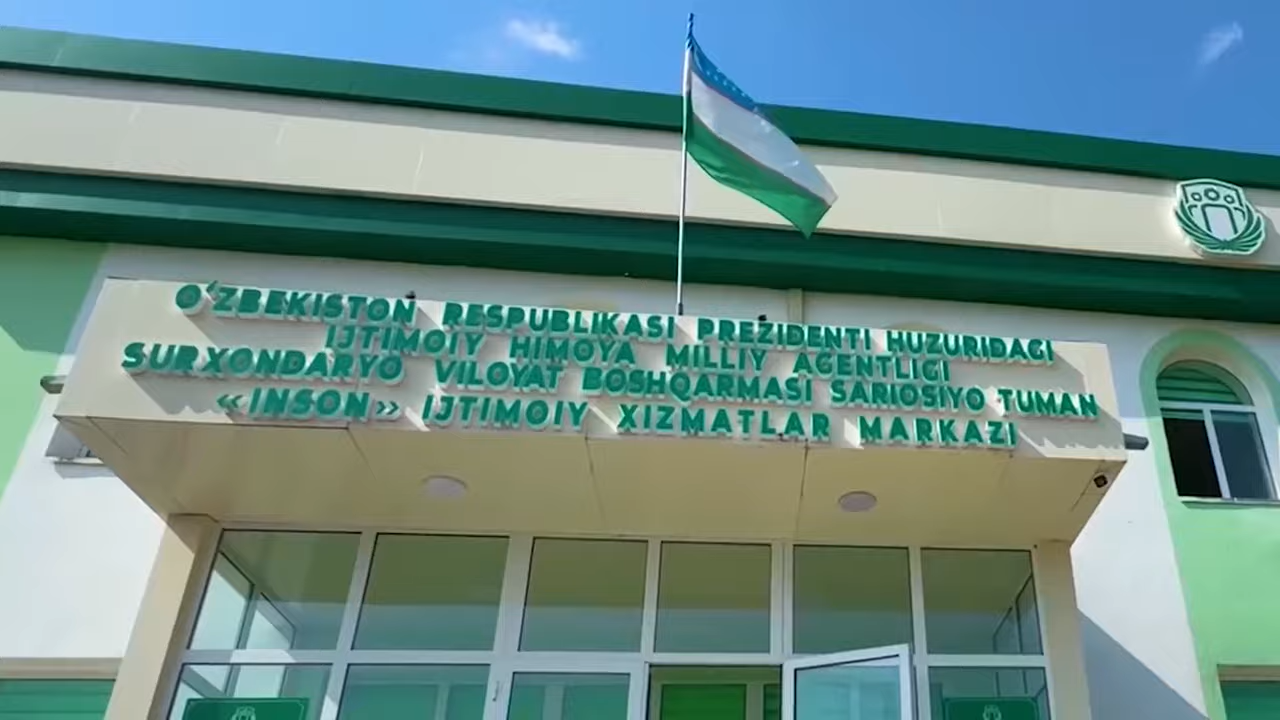 O‘ZBEKISTON RESPUBLIKASI PREZIDENTI HUZURIDAGI
IJTIMOIY HIMOYA MILLIY AGENTLIGI
SURXONDARYO VILOYAT BOSHQARMASI SARIOSIYO TUMAN
«INSON» IJTIMOIY XIZMATLAR MARKAZI